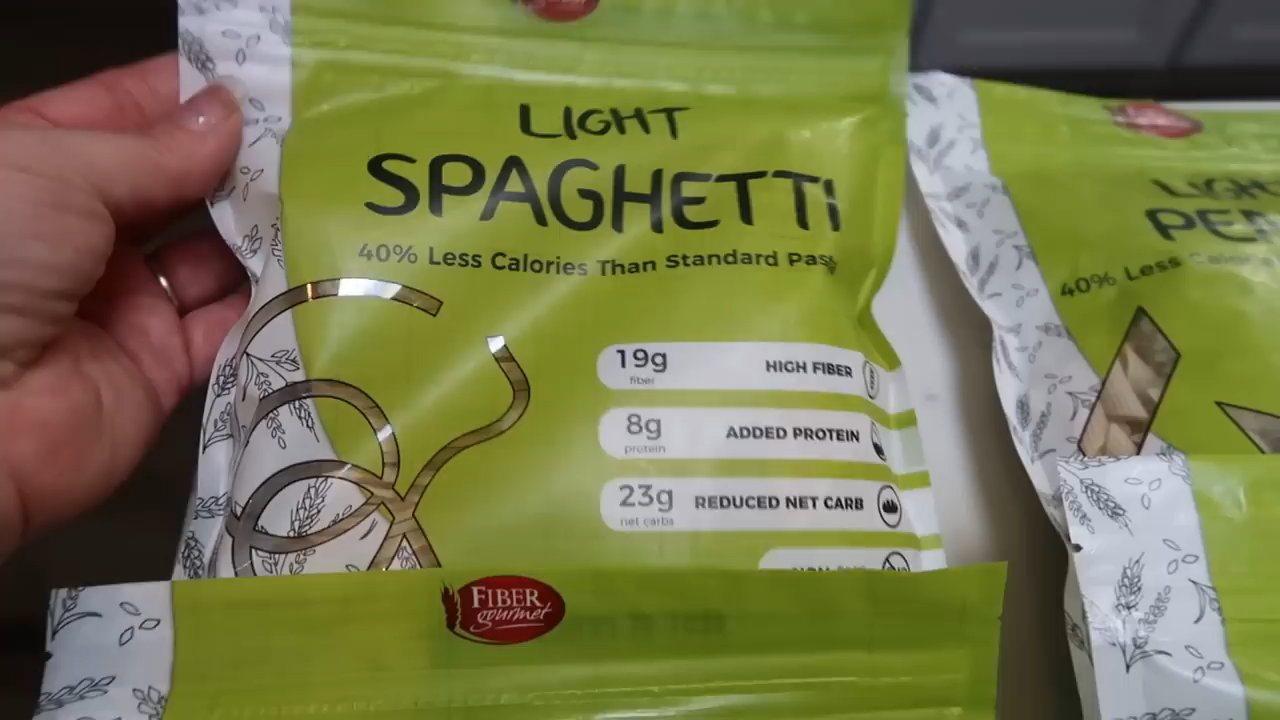 LIGHT
SPAGHETTI
40% Less Calories Than Standard
19g
fiber
HIGH FIBER
8g
protein
ADDED PROTEIN
23g
net carbs
REDUCED NET CARB
FIBER
gourmet
LIGHT
40% Less